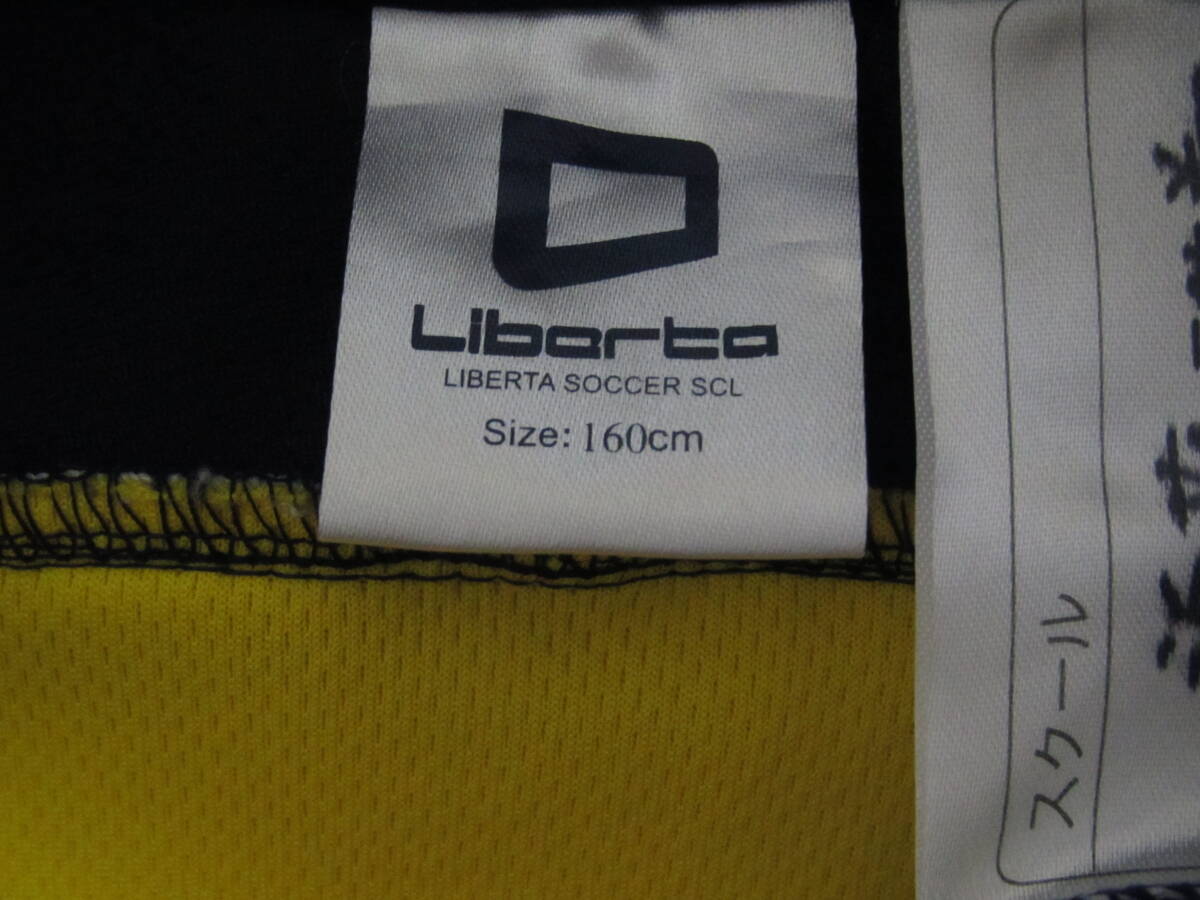 Liberta
LIBERTA SOCCER SCL
Size: 160cm
スクール